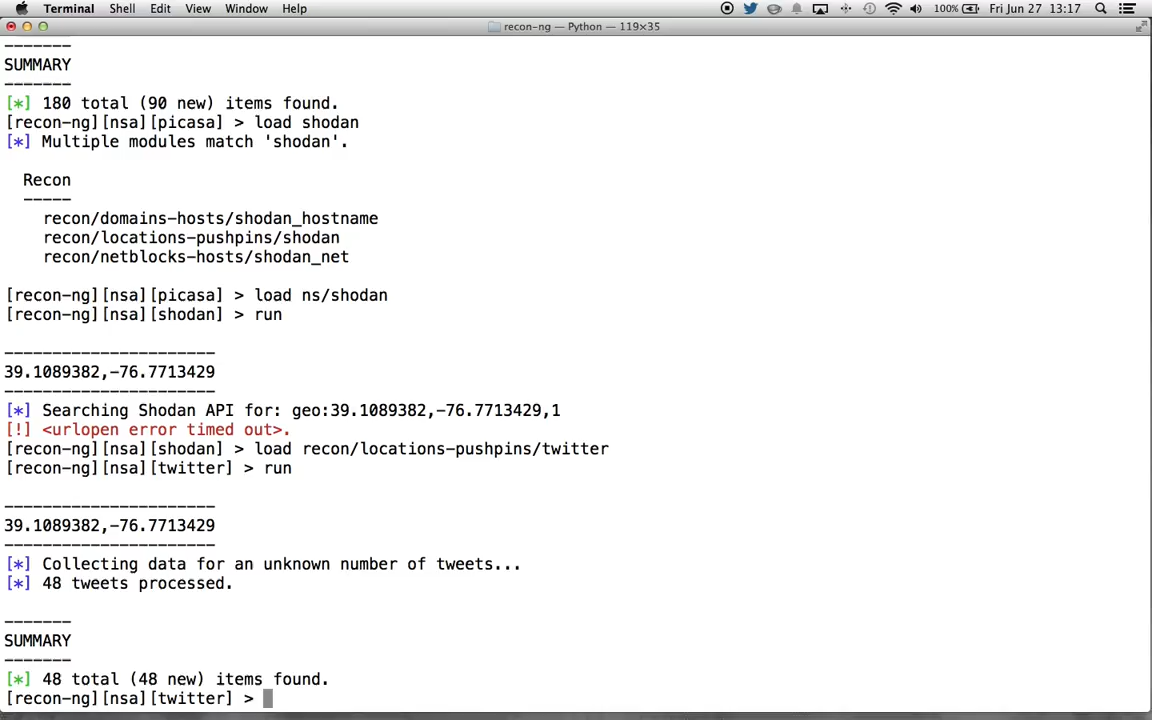 Terminal Shell Edit View Window Help 100% Fri Jun 27 13:17
recon-ng — Python — 119×35
-------
SUMMARY
-------
[*] 180 total (90 new) items found.
[recon-ng][nsa][picasa] > load shodan
[*] Multiple modules match 'shodan'.
Recon
-----
recon/domains-hosts/shodan_hostname
recon/locations-pushpins/shodan
recon/netblocks-hosts/shodan_net
[recon-ng][nsa][picasa] > load ns/shodan
[recon-ng][nsa][shodan] > run
----------------------
39.1089382,-76.7713429
----------------------
[*] Searching Shodan API for: geo:39.1089382,-76.7713429,1
[!] <urlopen error timed out>.
[recon-ng][nsa][shodan] > load recon/locations-pushpins/twitter
[recon-ng][nsa][twitter] > run
----------------------
39.1089382,-76.7713429
----------------------
[*] Collecting data for an unknown number of tweets...
[*] 48 tweets processed.
-------
SUMMARY
-------
[*] 48 total (48 new) items found.
[recon-ng][nsa][twitter] >